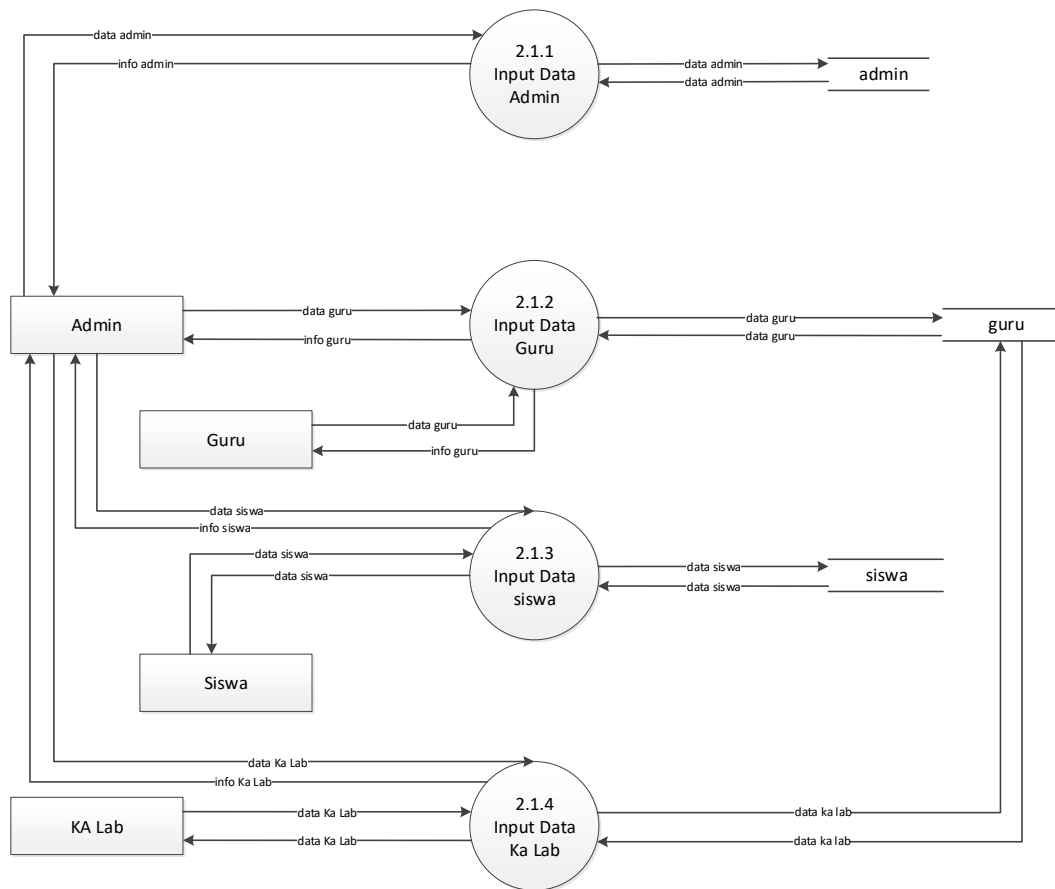 data admin
info admin
2.1.1
Input Data
Admin
data admin
data admin
admin
Admin
data guru
info guru
2.1.2
Input Data
Guru
data guru
data guru
guru
Guru
data guru
info guru
data siswa
info siswa
data siswa
data siswa
2.1.3
Input Data
siswa
data siswa
data siswa
siswa
Siswa
data Ka Lab
info Ka Lab
KA Lab
data Ka Lab
data Ka Lab
2.1.4
Input Data
Ka Lab
data ka lab
data ka lab